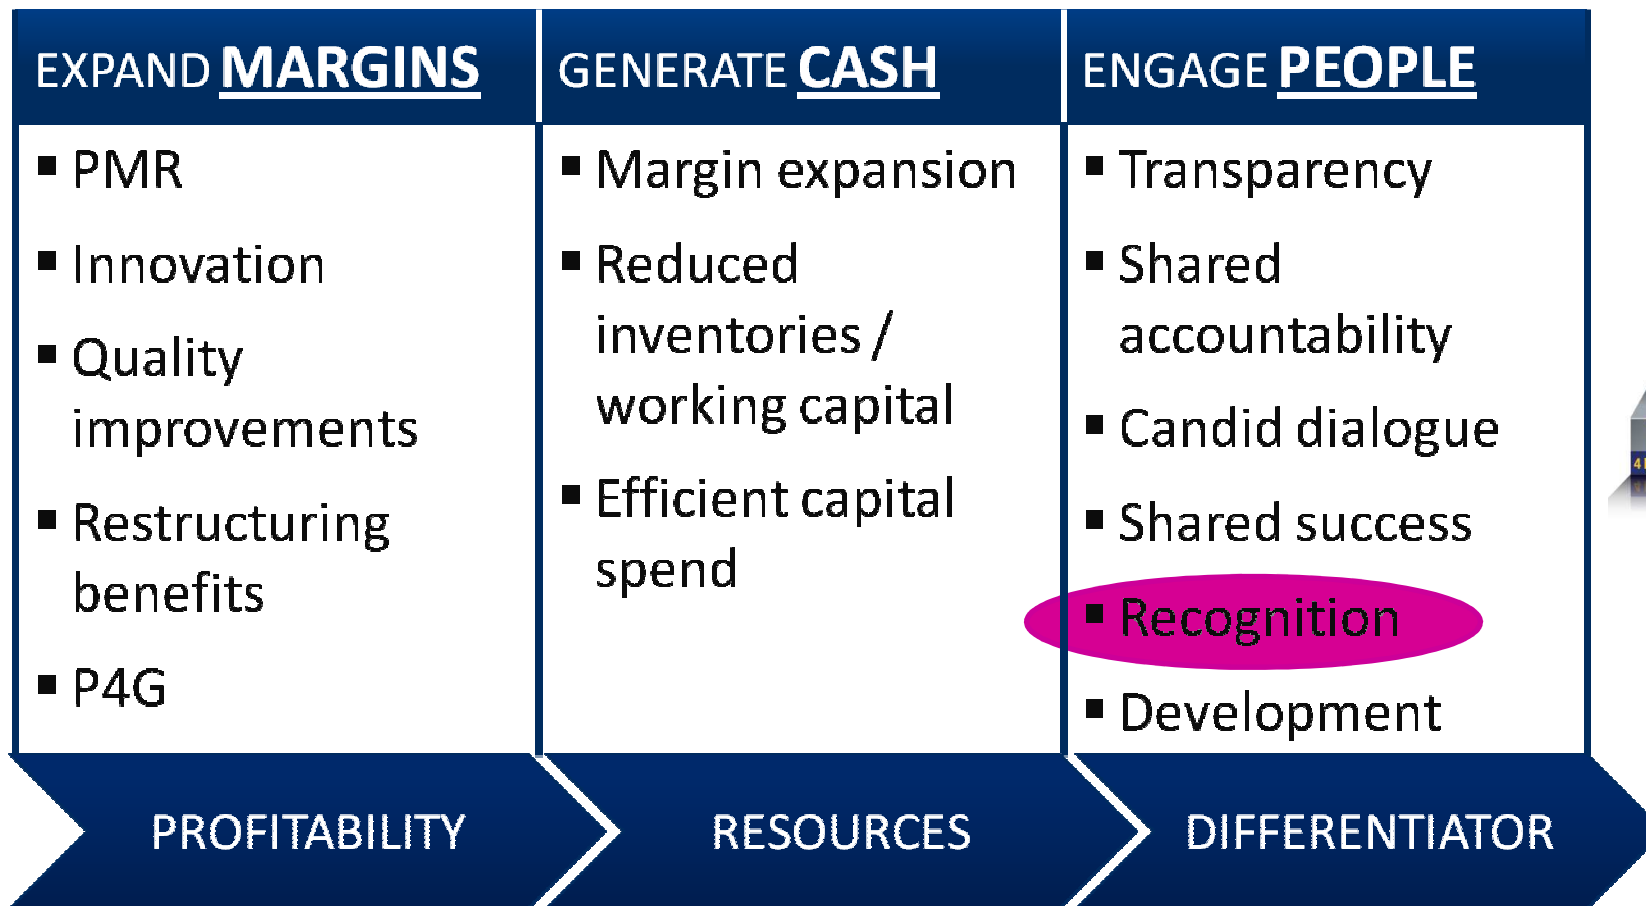 EXPAND MARGINS
▪ PMR
▪ Innovation
▪ Quality
improvements
▪ Restructuring
benefits
▪ P4G
PROFITABILITY
GENERATE CASH
▪ Margin expansion
▪ Reduced
inventories /
working capital
▪ Efficient capital
spend
RESOURCES
ENGAGE PEOPLE
▪ Transparency
▪ Shared
accountability
▪ Candid dialogue
▪ Shared success
▪ Recognition
▪ Development
DIFFERENTIATOR